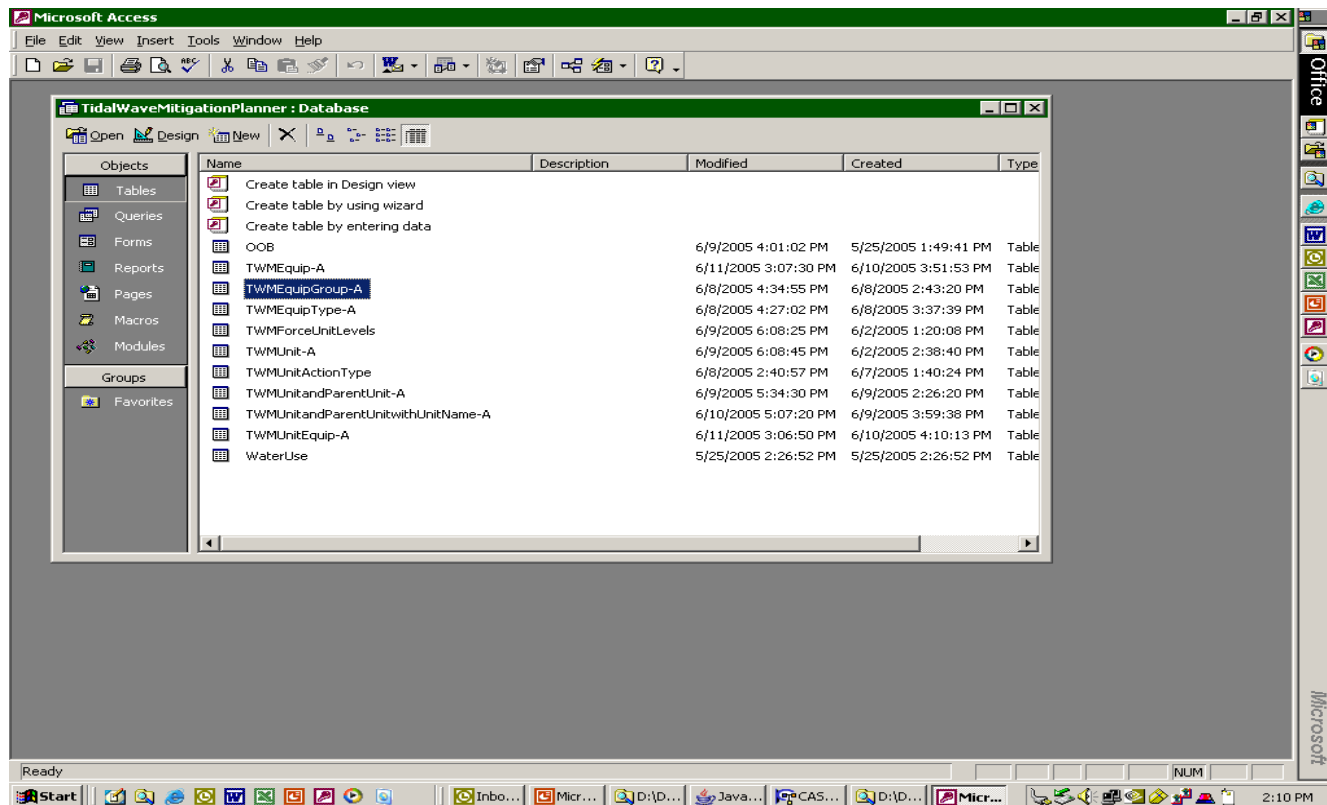 Microsoft Access
File Edit View Insert Tools Window Help
TidalWaveMitigationPlanner : Database
Open Design New
Objects Name Description Modified Created Type
Tables Create table in Design view
Queries Create table by using wizard
Create table by entering data
Forms OOB 6/9/2005 4:01:02 PM 5/25/2005 1:49:41 PM Table
Reports TWMEquip-A 6/11/2005 3:07:30 PM 6/10/2005 3:51:53 PM Table
Pages TWMEquipGroup-A 6/8/2005 4:34:55 PM 6/8/2005 2:43:20 PM Table
TWMEquipType-A 6/8/2005 4:27:02 PM 6/8/2005 3:37:39 PM Table
Macros TWMForceUnitLevels 6/9/2005 6:08:25 PM 6/2/2005 1:20:08 PM Table
Modules TWMUnit-A 6/9/2005 6:08:45 PM 6/2/2005 2:38:40 PM Table
Groups TWMUnitActionType 6/8/2005 2:40:57 PM 6/7/2005 1:40:24 PM Table
Favorites TWMUnitandParentUnit-A 6/9/2005 5:34:30 PM 6/9/2005 2:26:20 PM Table
TWMUnitandParentUnitwithUnitName-A 6/10/2005 5:07:20 PM 6/9/2005 3:59:38 PM Table
TWMUnitEquip-A 6/11/2005 3:06:50 PM 6/10/2005 4:10:13 PM Table
WaterUse 5/25/2005 2:26:52 PM 5/25/2005 2:26:52 PM Table
Office
Microsoft
Ready NUM
Start Inbo... Micr... D:\D... Java... CAS... D:\D... Micr... 2:10 PM